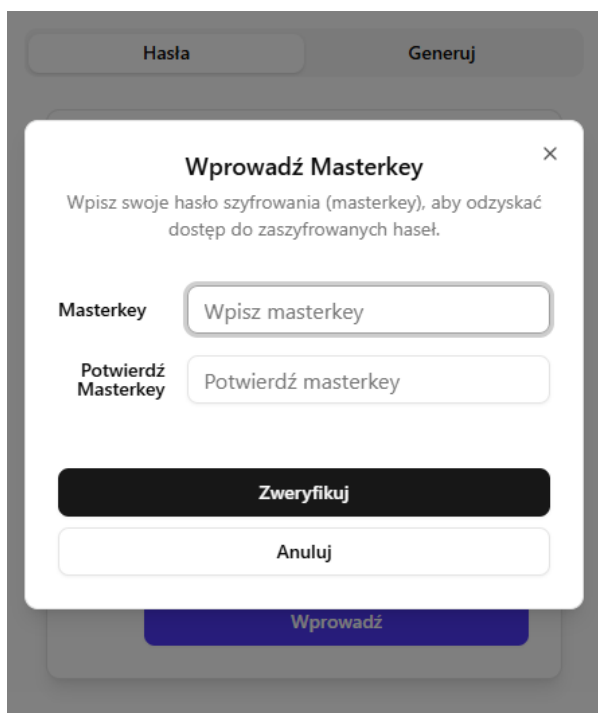 Hasła
Generuj
Wprowadź Masterkey
Wpisz swoje hasło szyfrowania (masterkey), aby odzyskać
dostęp do zaszyfrowanych haseł.
Masterkey
Wpisz masterkey
Potwierdź
Masterkey
Potwierdź masterkey
Zweryfikuj
Anuluj
Wprowadź